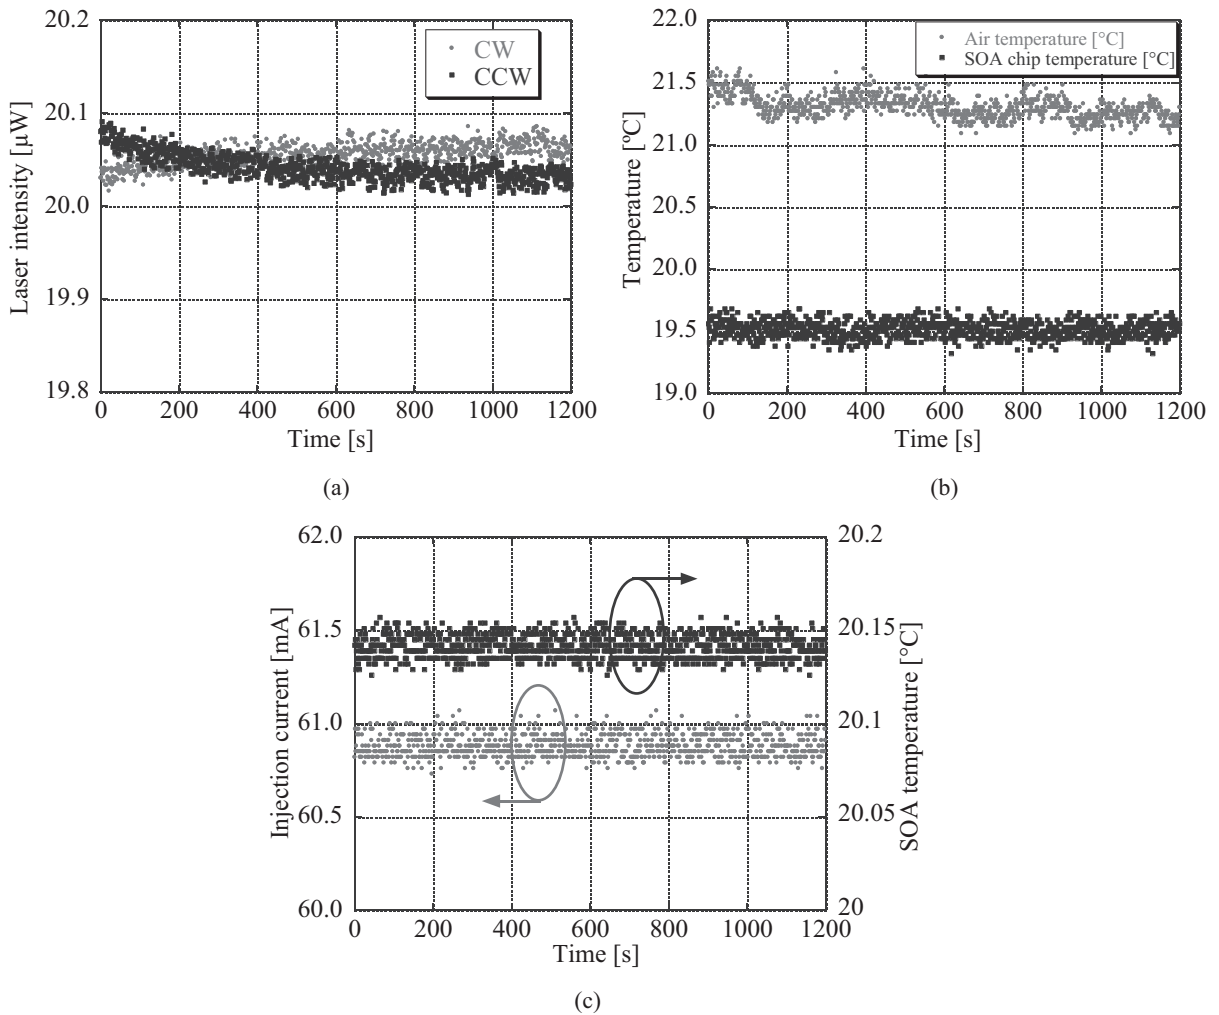 20.2
20.1
20.0
19.9
19.8
Laser intensity [µW]
CW
CCW
0 200 400 600 800 1000 1200
Time [s]
(a)
22.0
21.5
21.0
20.5
20.0
19.5
19.0
Temperature [ºC]
Air temperature [°C]
SOA chip temperature [°C]
0 200 400 600 800 1000 1200
Time [s]
(b)
62.0
61.5
61.0
60.5
60.0
Injection current [mA]
20.2
20.15
20.1
20.05
20
SOA temperature [°C]
0 200 400 600 800 1000 1200
Time [s]
(c)